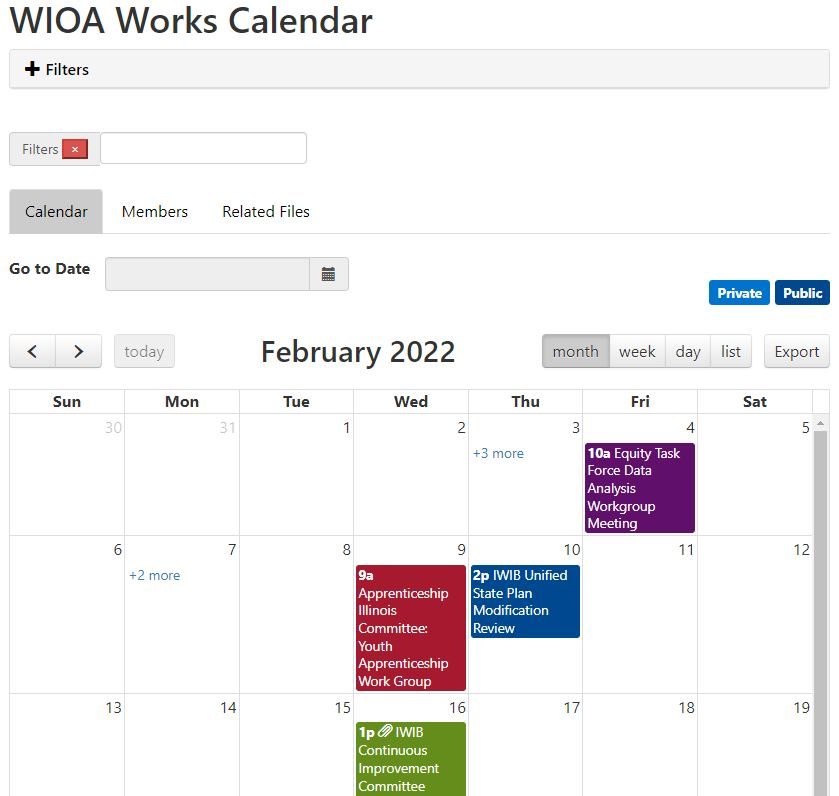 WIOA Works Calendar
Filters
Filters ×
Calendar Members Related Files
Go to Date
Private Public
today February 2022 month week day list Export
Sun Mon Tue Wed Thu Fri Sat
30 31 1 2 3 4 5
+3 more
10a Equity Task
Force Data
Analysis
Workgroup
Meeting
6 7 8 9 10 11 12
+2 more
9a
Apprenticeship
Illinois
Committee:
Youth
Apprenticeship
Work Group
2p IWIB Unified
State Plan
Modification
Review
13 14 15 16 17 18 19
1p IWIB
Continuous
Improvement
Committee